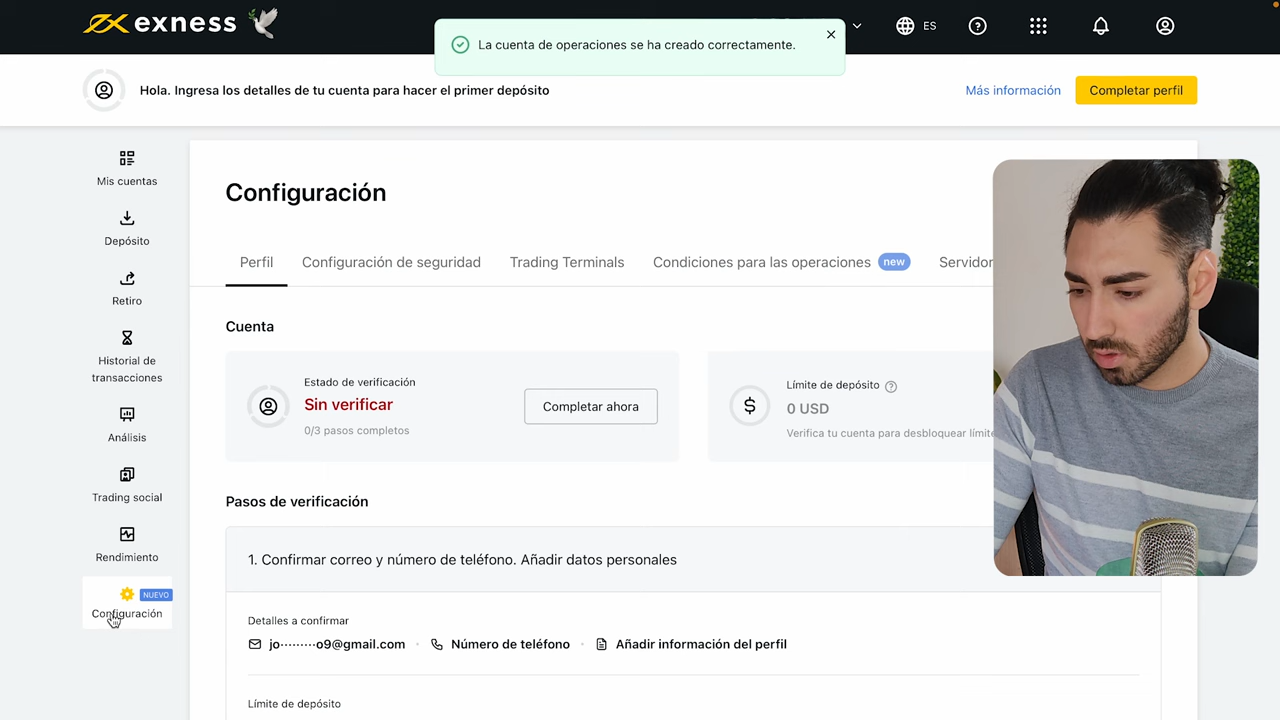 exness
La cuenta de operaciones se ha creado correctamente.
ES
Hola. Ingresa los detalles de tu cuenta para hacer el primer depósito
Más información
Completar perfil
Mis cuentas
Depósito
Retiro
Historial de
transacciones
Análisis
Trading social
Rendimiento
NUEVO
Configuración
Configuración
Perfil
Configuración de seguridad
Trading Terminals
Condiciones para las operaciones new
Servidor
Cuenta
Estado de verificación
Sin verificar
0/3 pasos completos
Completar ahora
Límite de depósito
0 USD
Verifica tu cuenta para desbloquear límite
Pasos de verificación
1. Confirmar correo y número de teléfono. Añadir datos personales
Detalles a confirmar
jo·········o9@gmail.com · Número de teléfono · Añadir información del perfil
Límite de depósito